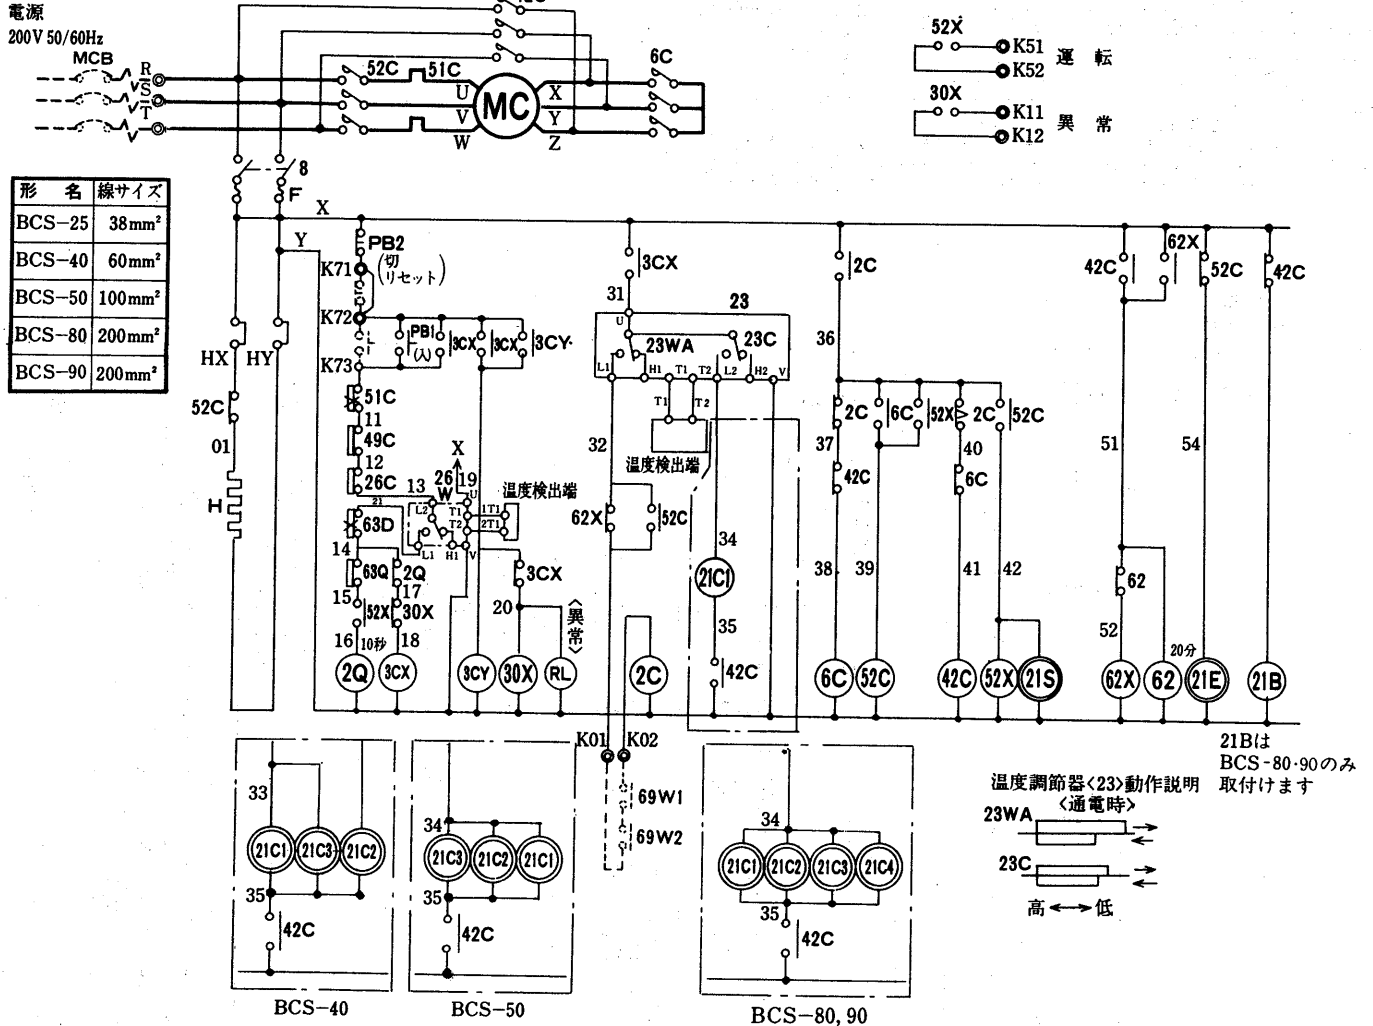 電源
200V 50/60Hz
MCB
R
S
T
52C
51C
U
V
W
MC
X
Y
Z
6C
52X
K51
K52
運転
30X
K11
K12
異常
8
F
形 名 線サイズ
BCS-25 38mm²
BCS-40 60mm²
BCS-50 100mm²
BCS-80 200mm²
BCS-90 200mm²
X
Y
PB2
(切
リセット)
K71
K72
K73
PB1
(入)
3CX
3CX
3CY
HX
HY
52C
01
H
51C
11
49C
12
26C
21
13
63D
14
63Q
2Q
15
17
52X
30X
16
10秒
18
2Q
3CX
X
26
W
19
U
L2
T1
T2
L1
H1
V
1T1
2T1
温度検出端
3CX
20
〈異常〉
3CY
30X
RL
3CX
31
23
U
23WA
23C
L1
H1
T1
T2
L2
H2
V
T1
T2
温度検出端
32
62X
52C
2C
34
21C1
35
42C
K01
K02
69W1
69W2
2C
36
2C
6C
52X
2C
52C
37
42C
40
6C
38
39
41
42
6C
52C
42C
52X
21S
42C
62X
52C
42C
51
54
62
52
20分
62X
62
21E
21B
21Bは
BCS-80·90のみ
取付けます
33
21C1
21C3
21C2
35
42C
BCS-40
34
21C3
21C2
21C1
35
42C
BCS-50
34
21C1
21C2
21C3
21C4
35
42C
BCS-80,90
温度調節器〈23〉動作説明
〈通電時〉
23WA
23C
高 ←→ 低